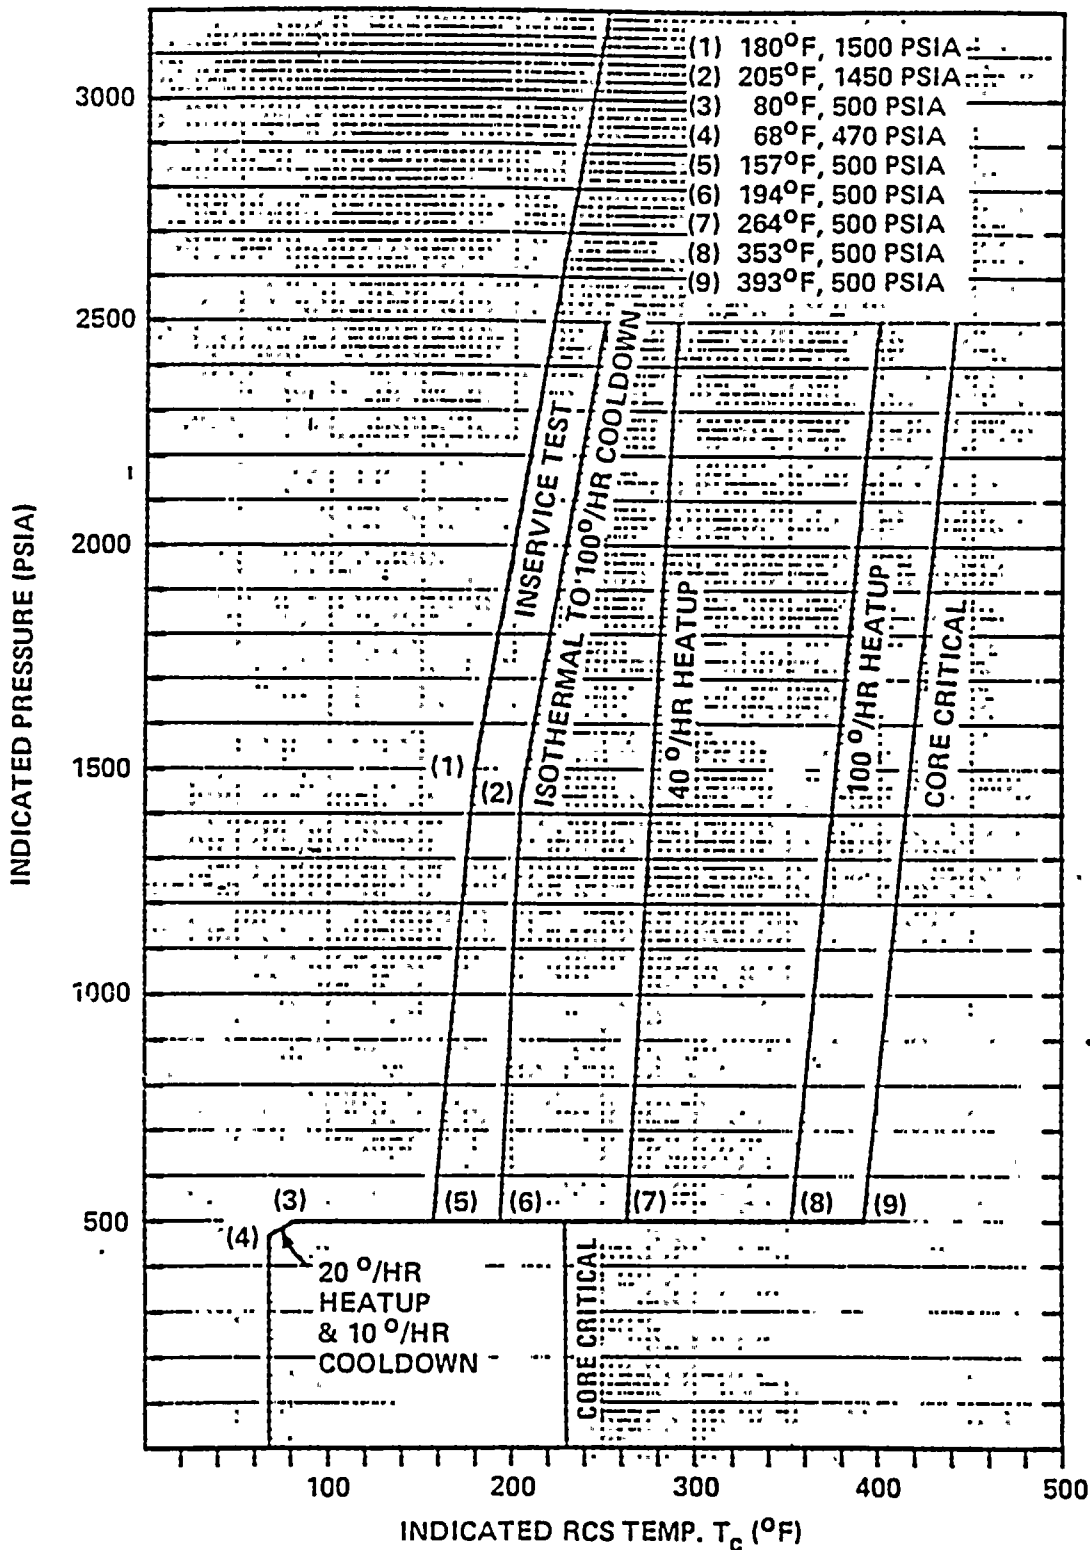 (1) 180°F, 1500 PSIA
(2) 205°F, 1450 PSIA
(3) 80°F, 500 PSIA
(4) 68°F, 470 PSIA
(5) 157°F, 500 PSIA
(6) 194°F, 500 PSIA
(7) 264°F, 500 PSIA
(8) 353°F, 500 PSIA
(9) 393°F, 500 PSIA
3000
2500
2000
1500
1000
500
INDICATED PRESSURE (PSIA)
INSERVICE TEST
ISOTHERMAL TO 100°/HR COOLDOWN
40°/HR HEATUP
100°/HR HEATUP
CORE CRITICAL
(1)
(2)
(3)
(4)
(5)
(6)
(7)
(8)
(9)
20°/HR
HEATUP
& 10°/HR
COOLDOWN
CORE CRITICAL
100
200
300
400
500
INDICATED RCS TEMP. Tc (°F)